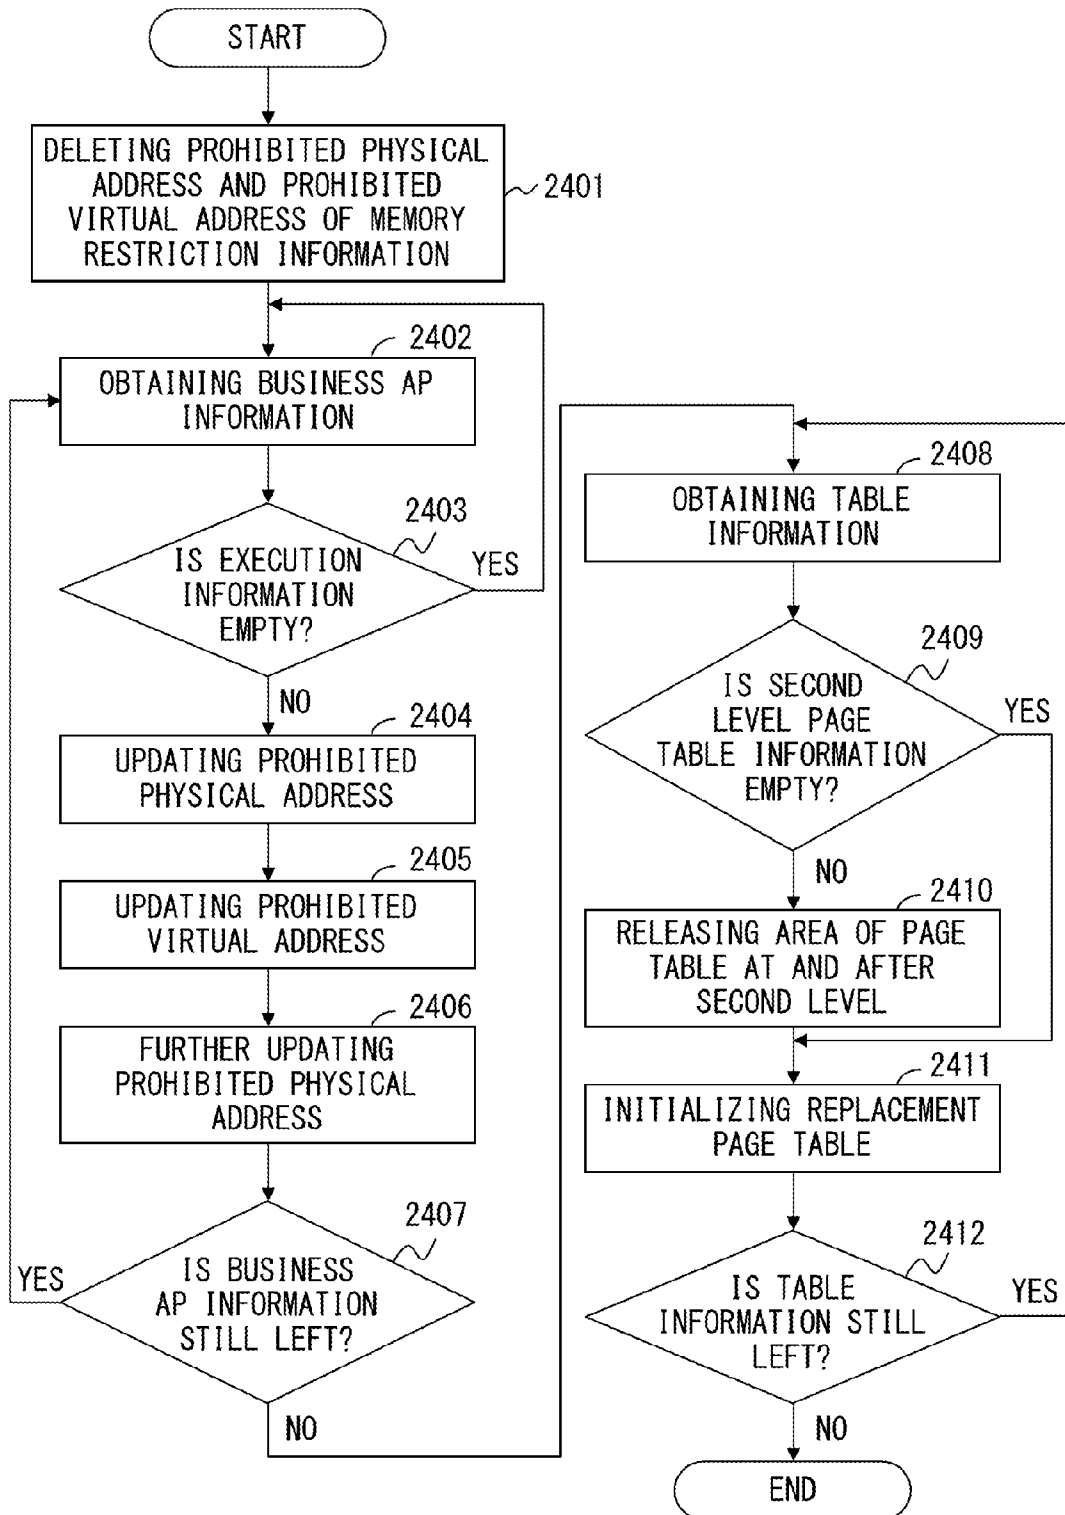 START
DELETING PROHIBITED PHYSICAL
ADDRESS AND PROHIBITED
VIRTUAL ADDRESS OF MEMORY
RESTRICTION INFORMATION
2401
2402
OBTAINING BUSINESS AP
INFORMATION
2403
IS EXECUTION
INFORMATION
EMPTY?
YES
NO
2404
UPDATING PROHIBITED
PHYSICAL ADDRESS
2405
UPDATING PROHIBITED
VIRTUAL ADDRESS
2406
FURTHER UPDATING
PROHIBITED PHYSICAL
ADDRESS
2407
IS BUSINESS
AP INFORMATION
STILL LEFT?
YES
NO
2408
OBTAINING TABLE
INFORMATION
2409
IS SECOND
LEVEL PAGE
TABLE INFORMATION
EMPTY?
YES
NO
2410
RELEASING AREA OF PAGE
TABLE AT AND AFTER
SECOND LEVEL
2411
INITIALIZING REPLACEMENT
PAGE TABLE
2412
IS TABLE
INFORMATION STILL
LEFT?
YES
NO
END